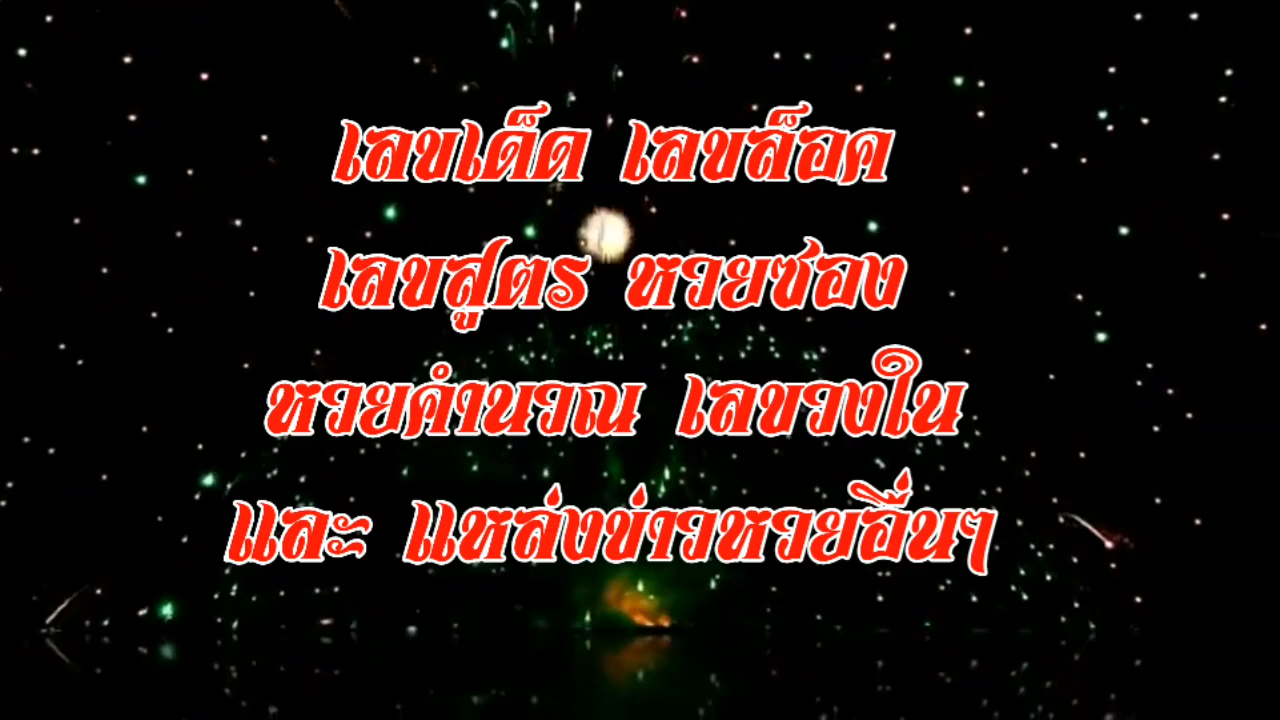 เลขเด็ด เลขล็อค
เลขสูตร หวยซอง
หวยคำนวณ เลขวงใน
และ แหล่งข่าวหวยอื่นๆ